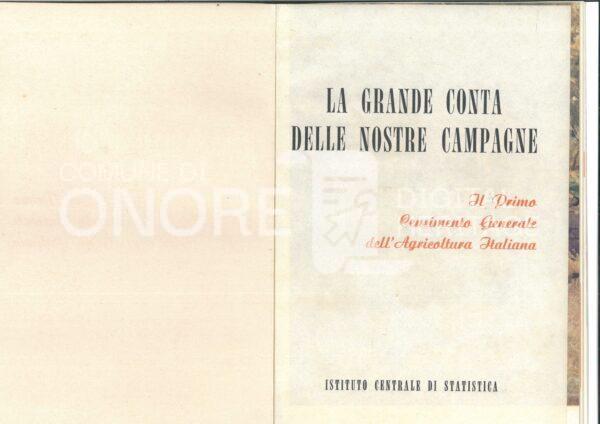 LA GRANDE CONTA
DELLE NOSTRE CAMPAGNE
Il Primo
Censimento Generale
dell'Agricoltura Italiana
ISTITUTO CENTRALE DI STATISTICA
COMUNE DI
ONORE